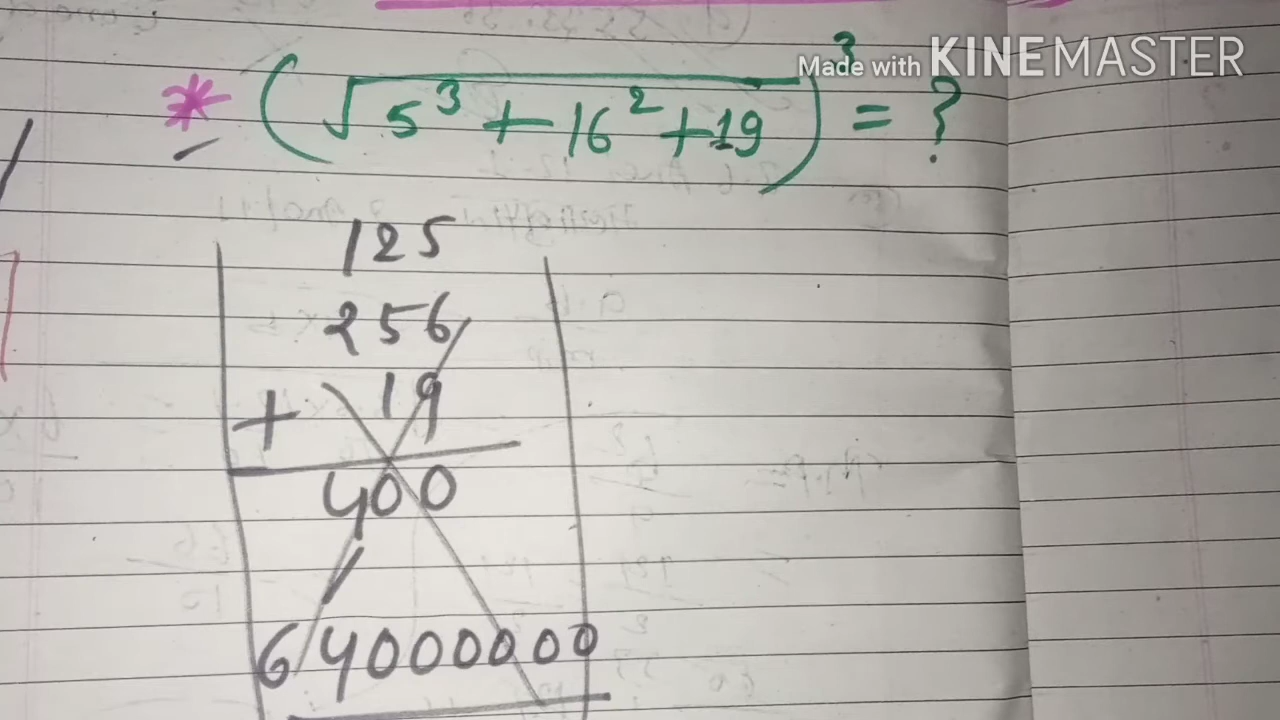 Made with KINEMASTER
* (√5³ + 16² + 19)³ = ?
125
256
+ 19
400
64000000